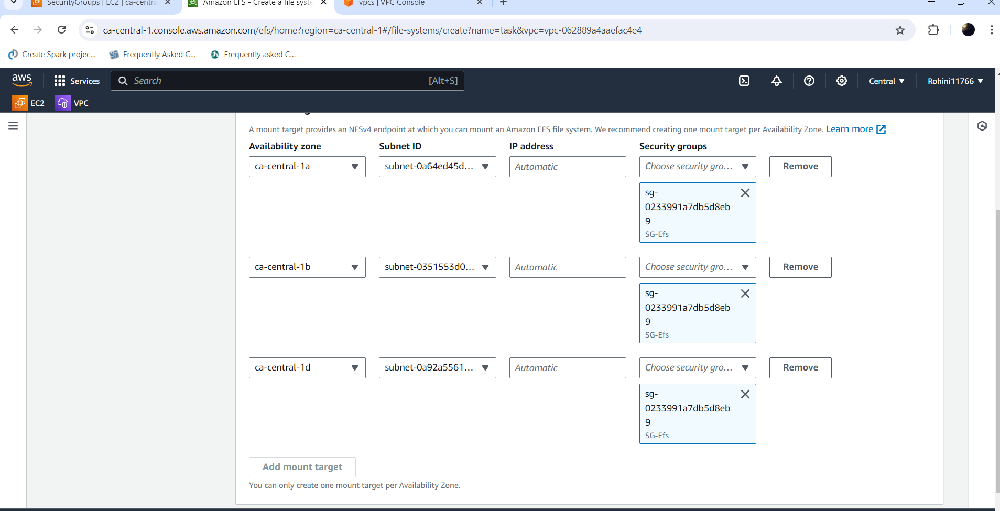 SecurityGroups | EC2 | ca-centra
Amazon EFS - Create a file syste
vpcs | VPC Console
ca-central-1.console.aws.amazon.com/efs/home?region=ca-central-1#/file-systems/create?name=task&vpc=vpc-062889a4aaefac4e4
Create Spark projec...
Frequently Asked C...
Frequently asked C...
aws
Services
Search
[Alt+S]
Central
Rohini11766
EC2
VPC
A mount target provides an NFSv4 endpoint at which you can mount an Amazon EFS file system. We recommend creating one mount target per Availability Zone. Learn more
Availability zone
Subnet ID
IP address
Security groups
ca-central-1a
subnet-0a64ed45d...
Automatic
Choose security gro...
Remove
sg-
0233991a7db5d8eb
9
SG-Efs
ca-central-1b
subnet-0351553d0...
Automatic
Choose security gro...
Remove
sg-
0233991a7db5d8eb
9
SG-Efs
ca-central-1d
subnet-0a92a5561...
Automatic
Choose security gro...
Remove
sg-
0233991a7db5d8eb
9
SG-Efs
Add mount target
You can only create one mount target per Availability Zone.